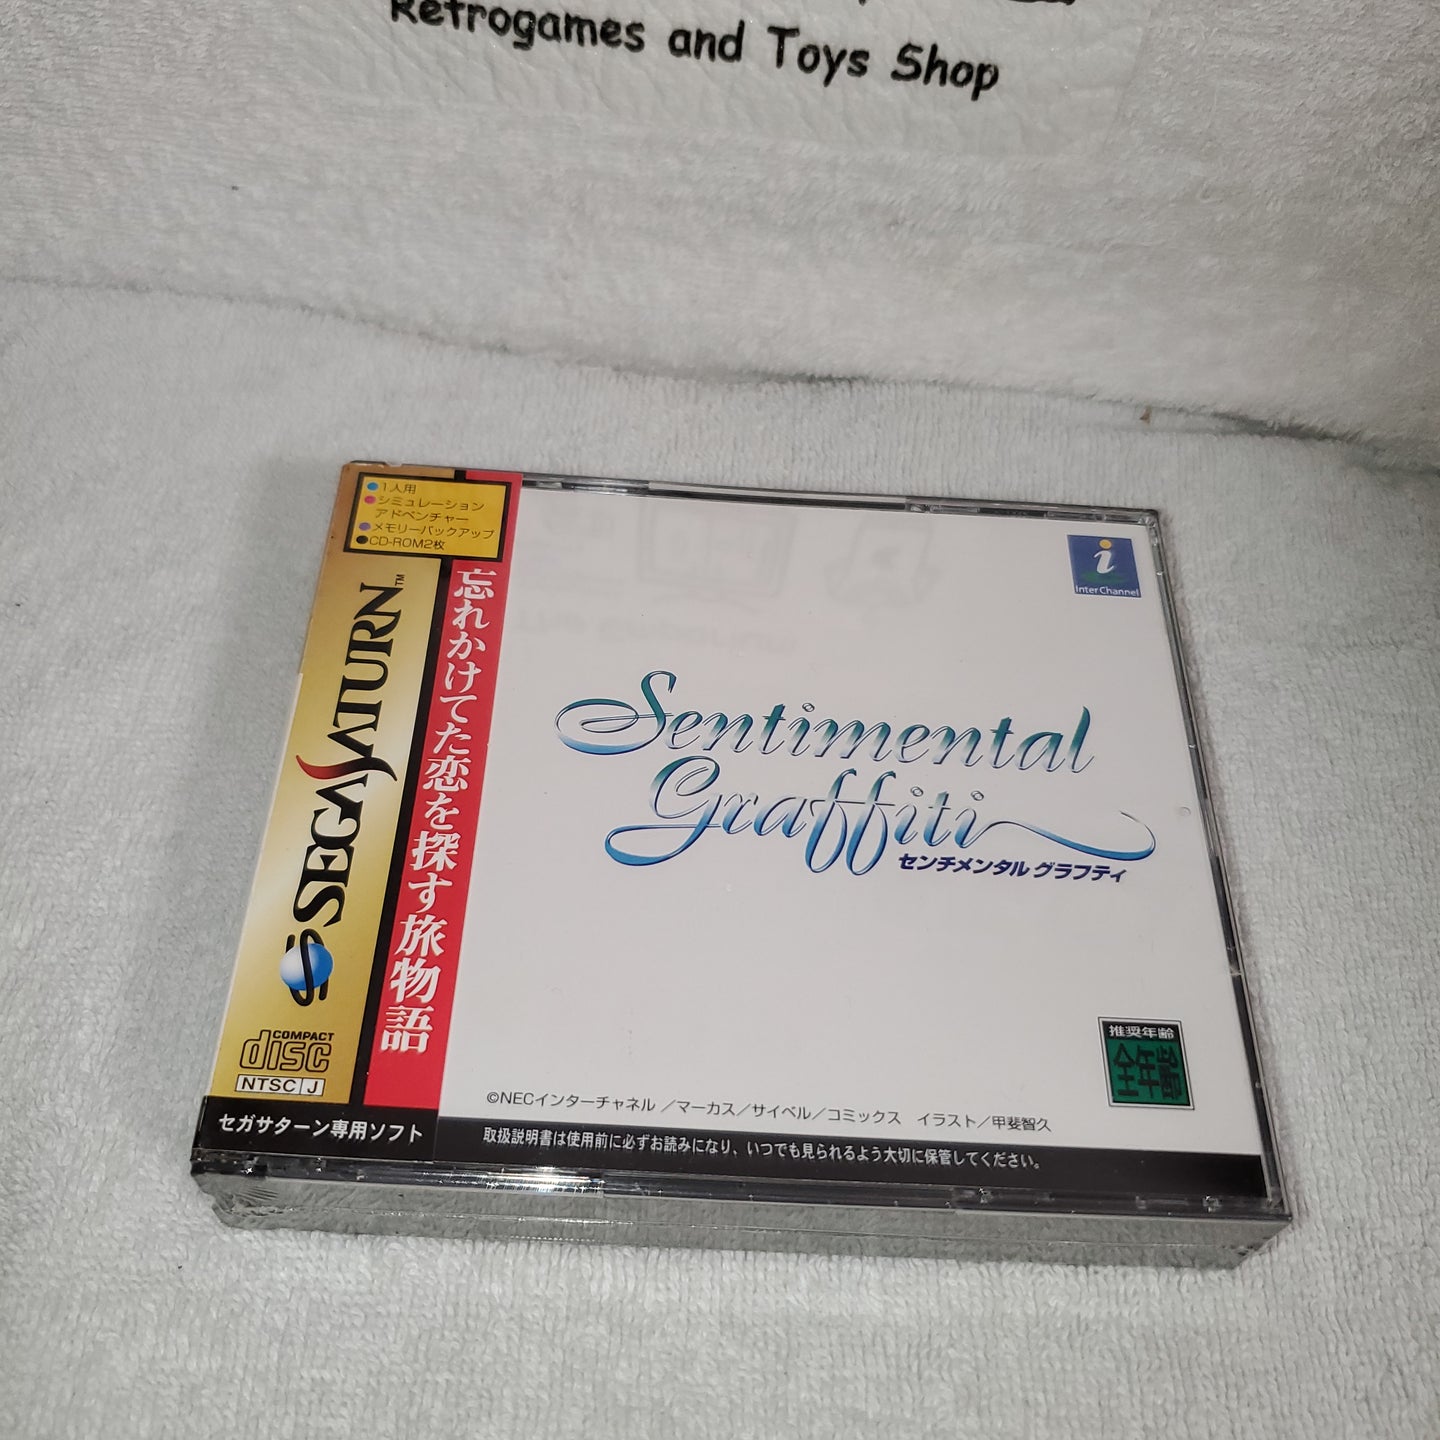 Retrogames and Toys Shop
●1人用
●シミュレーション
アドベンチャー
●メモリーバックアップ
●CD-ROM2枚
SEGA SATURN™
COMPACT
disc
NTSC J
セガサターン専用ソフト
忘れかけてた恋を探す旅物語
i
Inter Channel
Sentimental
Graffiti
センチメンタル グラフティ
推奨年齢
全年齢
©NECインターチャネル／マーカス／サイベル／コミックス イラスト／甲斐智久
取扱説明書は使用前に必ずお読みになり、いつでも見られるよう大切に保管してください。